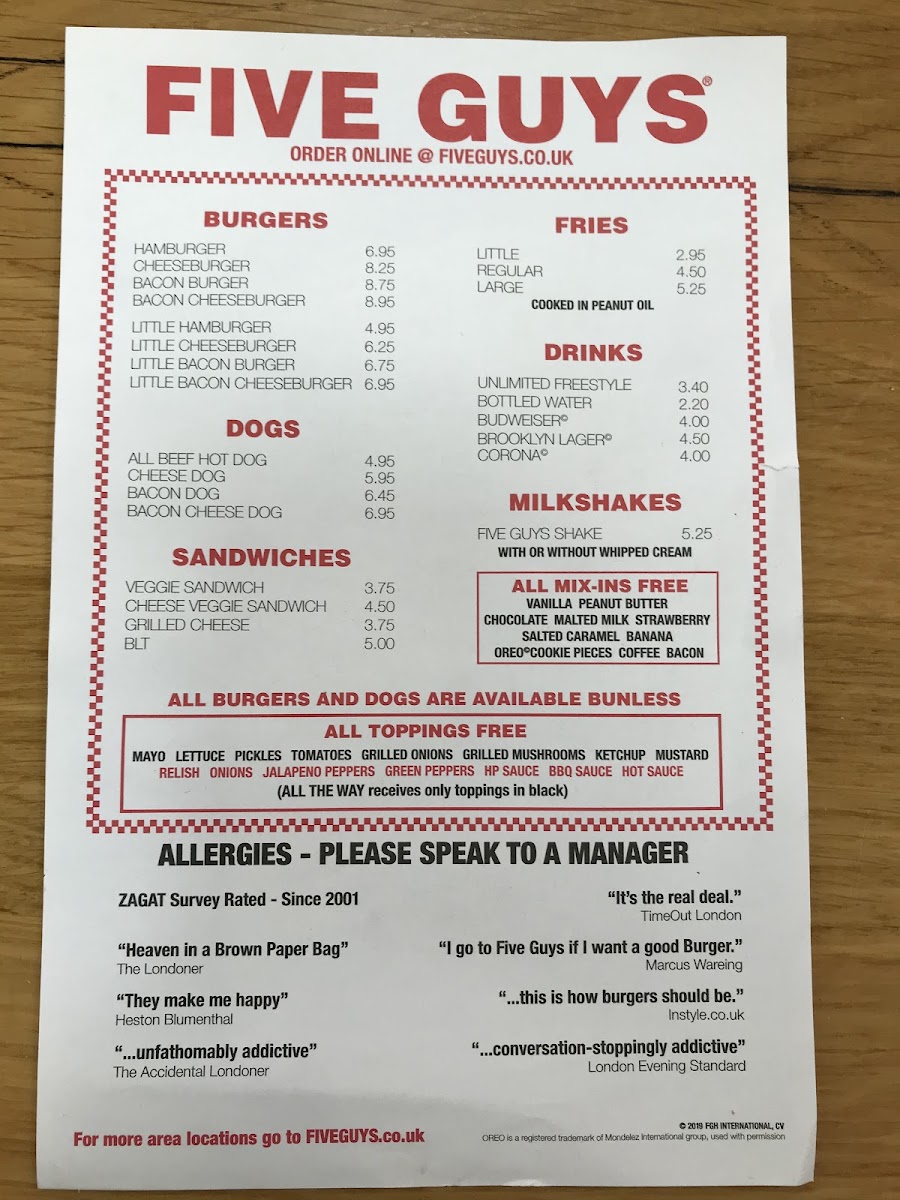 FIVE GUYS®
ORDER ONLINE @ FIVEGUYS.CO.UK
BURGERS
HAMBURGER 6.95
CHEESEBURGER 8.25
BACON BURGER 8.75
BACON CHEESEBURGER 8.95
LITTLE HAMBURGER 4.95
LITTLE CHEESEBURGER 6.25
LITTLE BACON BURGER 6.75
LITTLE BACON CHEESEBURGER 6.95
DOGS
ALL BEEF HOT DOG 4.95
CHEESE DOG 5.95
BACON DOG 6.45
BACON CHEESE DOG 6.95
SANDWICHES
VEGGIE SANDWICH 3.75
CHEESE VEGGIE SANDWICH 4.50
GRILLED CHEESE 3.75
BLT 5.00
FRIES
LITTLE 2.95
REGULAR 4.50
LARGE 5.25
COOKED IN PEANUT OIL
DRINKS
UNLIMITED FREESTYLE 3.40
BOTTLED WATER 2.20
BUDWEISER© 4.00
BROOKLYN LAGER© 4.50
CORONA© 4.00
MILKSHAKES
FIVE GUYS SHAKE 5.25
WITH OR WITHOUT WHIPPED CREAM
ALL MIX-INS FREE
VANILLA PEANUT BUTTER
CHOCOLATE MALTED MILK STRAWBERRY
SALTED CARAMEL BANANA
OREO©COOKIE PIECES COFFEE BACON
ALL BURGERS AND DOGS ARE AVAILABLE BUNLESS
ALL TOPPINGS FREE
MAYO LETTUCE PICKLES TOMATOES GRILLED ONIONS GRILLED MUSHROOMS KETCHUP MUSTARD
RELISH ONIONS JALAPENO PEPPERS GREEN PEPPERS HP SAUCE BBQ SAUCE HOT SAUCE
(ALL THE WAY receives only toppings in black)
ALLERGIES - PLEASE SPEAK TO A MANAGER
ZAGAT Survey Rated - Since 2001
“Heaven in a Brown Paper Bag”
The Londoner
“They make me happy”
Heston Blumenthal
“...unfathomably addictive”
The Accidental Londoner
“It’s the real deal.”
TimeOut London
“I go to Five Guys if I want a good Burger.”
Marcus Wareing
“...this is how burgers should be.”
Instyle.co.uk
“...conversation-stoppingly addictive”
London Evening Standard
For more area locations go to FIVEGUYS.co.uk
© 2019 FGH INTERNATIONAL, CV
OREO is a registered trademark of Mondelez International group, used with permission